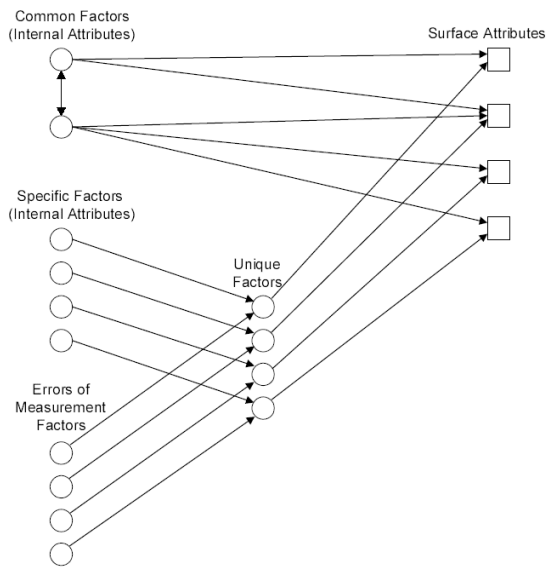 Common Factors
(Internal Attributes)
Surface Attributes
Specific Factors
(Internal Attributes)
Unique
Factors
Errors of
Measurement
Factors